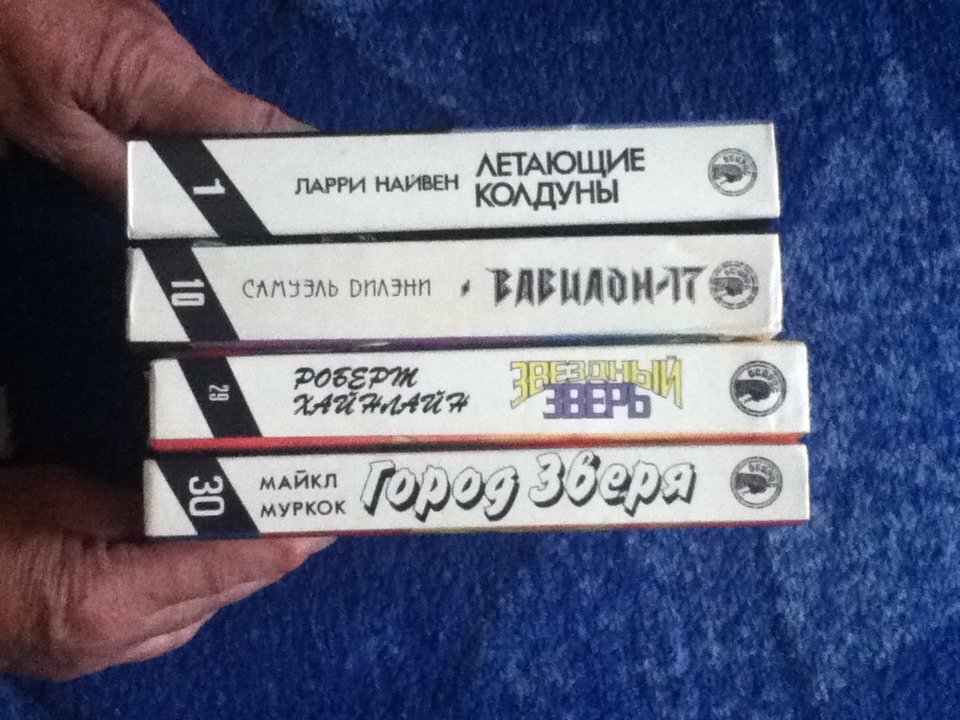 1
ЛАРРИ НАЙВЕН
ЛЕТАЮЩИЕ
КОЛДУНЫ
10
САМУЭЛЬ DИЛЭНИ
ВАВИЛОН-17
29
РОБЕРТ
ХАЙНЛАЙН
ЗВЕЗДНЫЙ
ЗВЕРЬ
30
МАЙКЛ
МУРКОК
Город Зверя